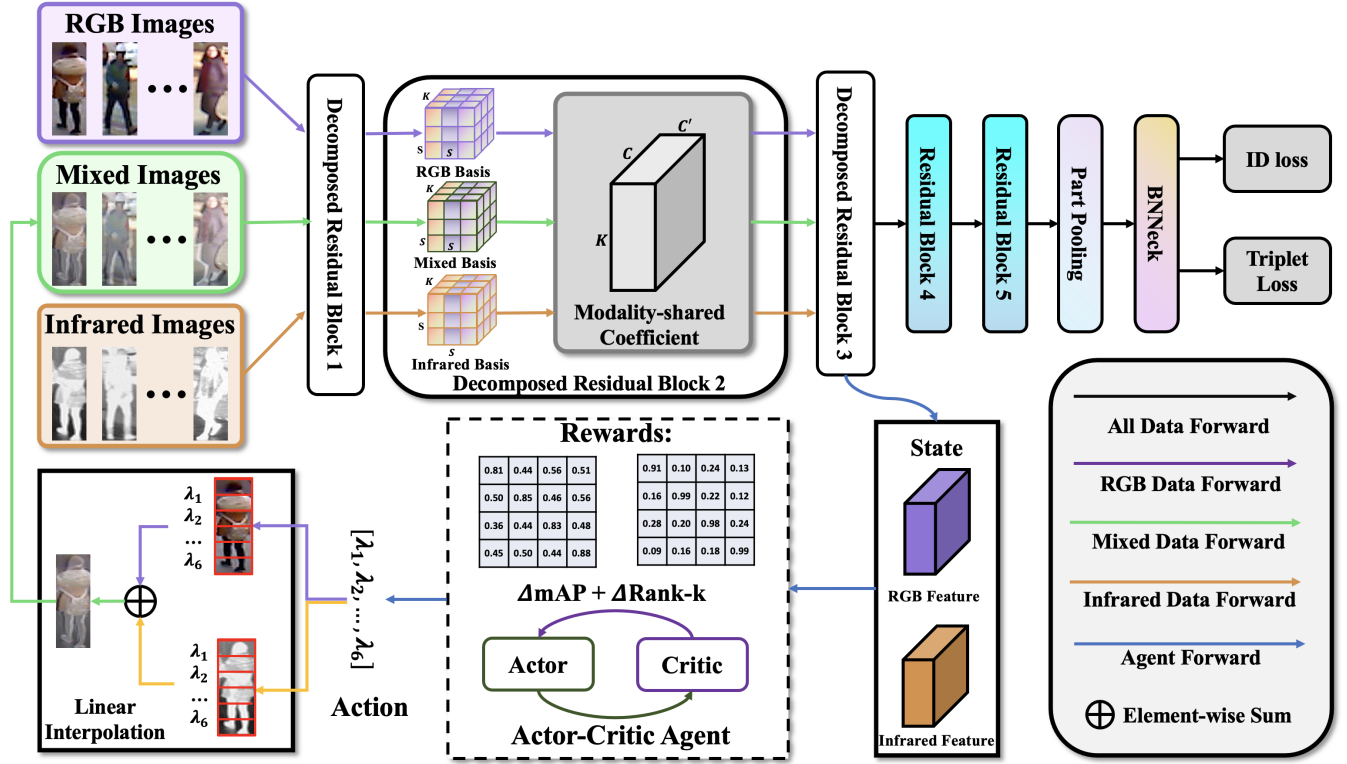 RGB Images
Mixed Images
Infrared Images
Decomposed Residual Block 1
K
S
S
RGB Basis
K
S
S
Mixed Basis
K
S
S
Infrared Basis
C'
C
K
Modality-shared
Coefficient
Decomposed Residual Block 2
Decomposed Residual Block 3
Residual Block 4
Residual Block 5
Part Pooling
BNNeck
ID loss
Triplet
Loss
State
RGB Feature
Infrared Feature
Rewards:
0.81 0.44 0.56 0.51
0.50 0.85 0.46 0.56
0.36 0.44 0.83 0.48
0.45 0.50 0.44 0.88
0.91 0.10 0.24 0.13
0.16 0.99 0.22 0.12
0.28 0.20 0.98 0.24
0.09 0.16 0.18 0.99
ΔmAP + ΔRank-k
Actor
Critic
Actor-Critic Agent
[λ1, λ2, ..., λ6]
Action
λ1
λ2
...
λ6
λ1
λ2
...
λ6
Linear
Interpolation
All Data Forward
RGB Data Forward
Mixed Data Forward
Infrared Data Forward
Agent Forward
Element-wise Sum